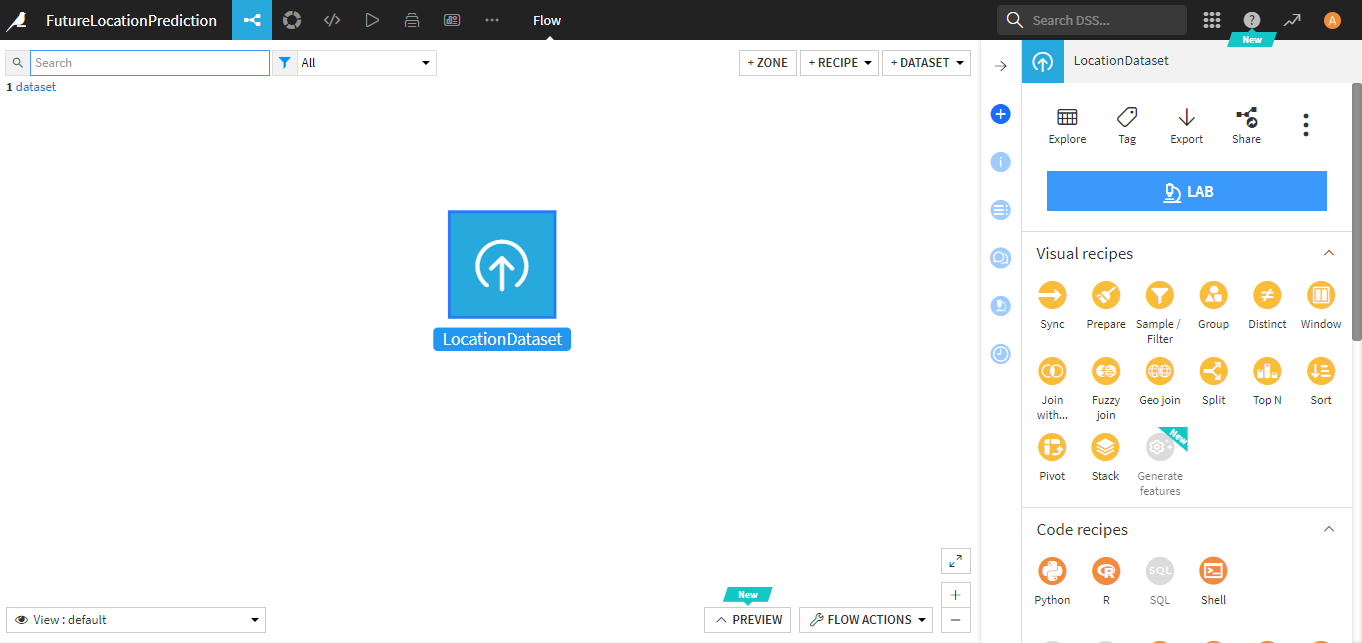 FutureLocationPrediction
Flow
Search DSS...
?
A
New
Search
All
+ ZONE
+ RECIPE
+ DATASET
LocationDataset
1 dataset
Explore
Tag
Export
Share
LAB
LocationDataset
Visual recipes
Sync
Prepare
Sample /
Filter
Group
Distinct
Window
Join
with...
Fuzzy
join
Geo join
Split
Top N
Sort
New
Pivot
Stack
Generate
features
Code recipes
SQL
Python
R
SQL
Shell
New
View : default
PREVIEW
FLOW ACTIONS